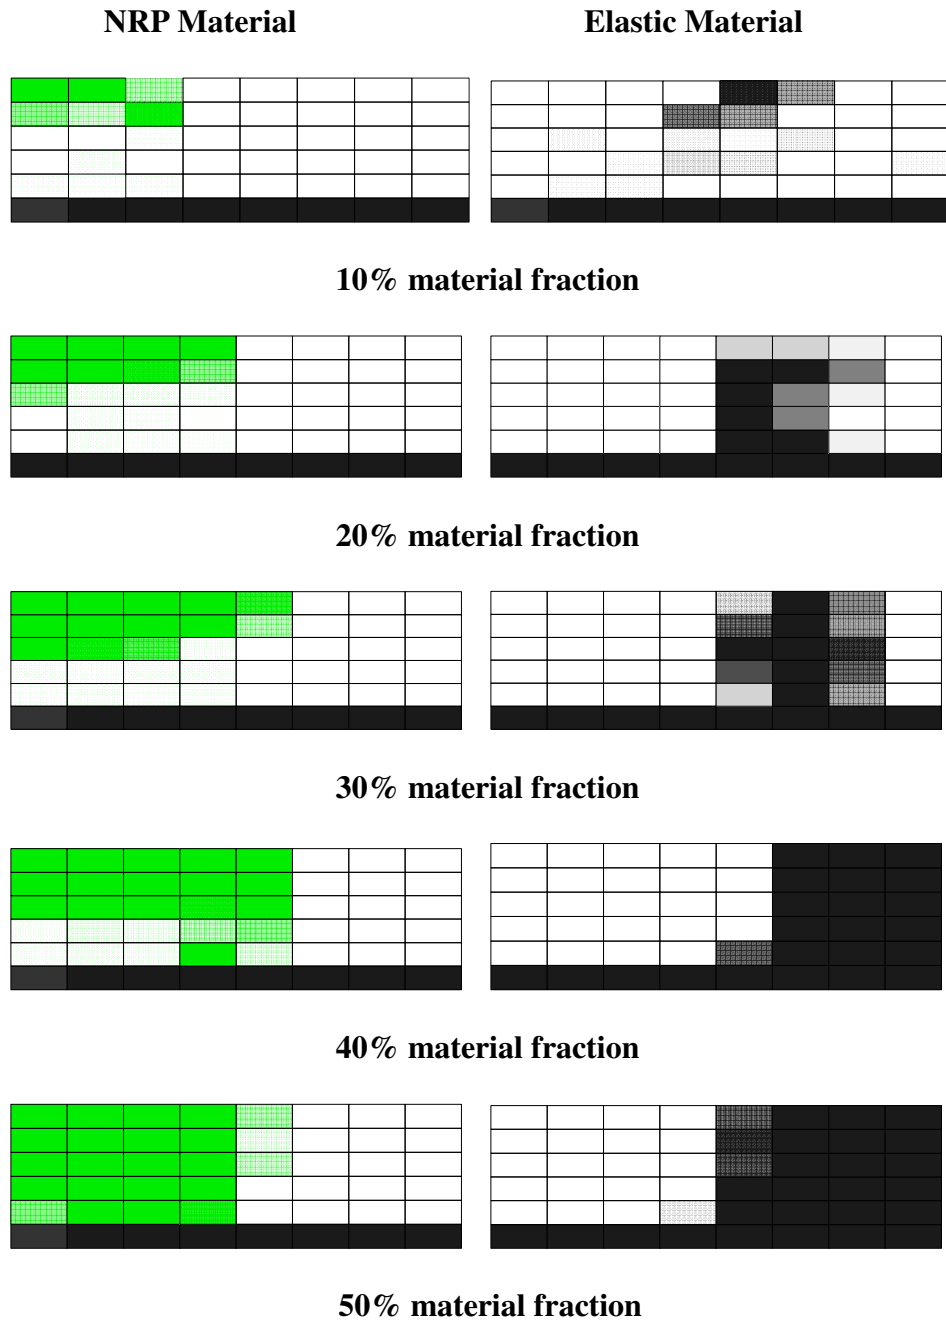 NRP Material
Elastic Material
10% material fraction
20% material fraction
30% material fraction
40% material fraction
50% material fraction